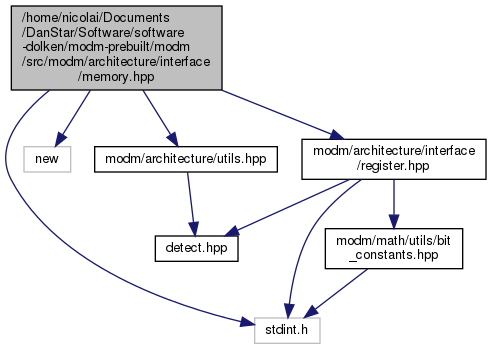 /home/nicolai/Documents
/DanStar/Software/software
-dolken/modm-prebuilt/modm
/src/modm/architecture/interface
/memory.hpp
new
modm/architecture/utils.hpp
modm/architecture/interface
/register.hpp
detect.hpp
modm/math/utils/bit
_constants.hpp
stdint.h